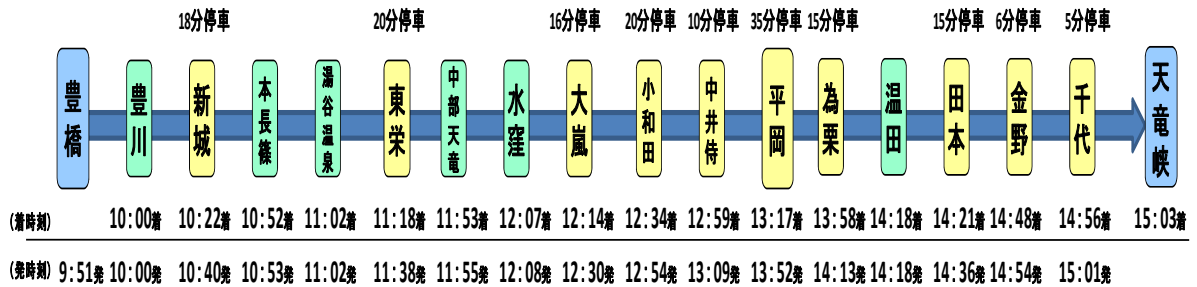 18分停車 20分停車 16分停車 20分停車 10分停車 35分停車 15分停車 15分停車 6分停車 5分停車
豊橋 豊川 新城 本長篠 湯谷温泉 東栄 中部天竜 水窪 大嵐 小和田 中井侍 平岡 為栗 温田 田本 金野 千代 天竜峡
(着時刻) 10:00着 10:22着 10:52着 11:02着 11:18着 11:53着 12:07着 12:14着 12:34着 12:59着 13:17着 13:58着 14:18着 14:21着 14:48着 14:56着 15:03着
(発時刻) 9:51発 10:00発 10:40発 10:53発 11:02発 11:38発 11:55発 12:08発 12:30発 12:54発 13:09発 13:52発 14:13発 14:18発 14:36発 14:54発 15:01発